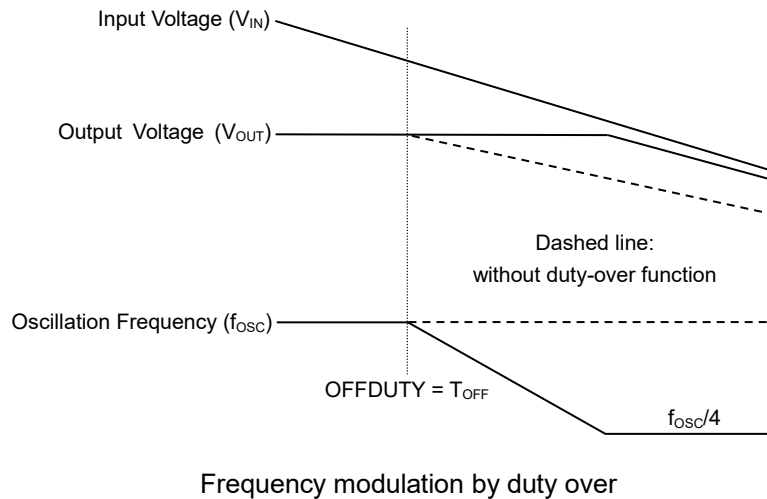 Input Voltage (VIN)
Output Voltage (VOUT)
Dashed line:
without duty-over function
Oscillation Frequency (fOSC)
OFFDUTY = TOFF
fOSC/4
Frequency modulation by duty over